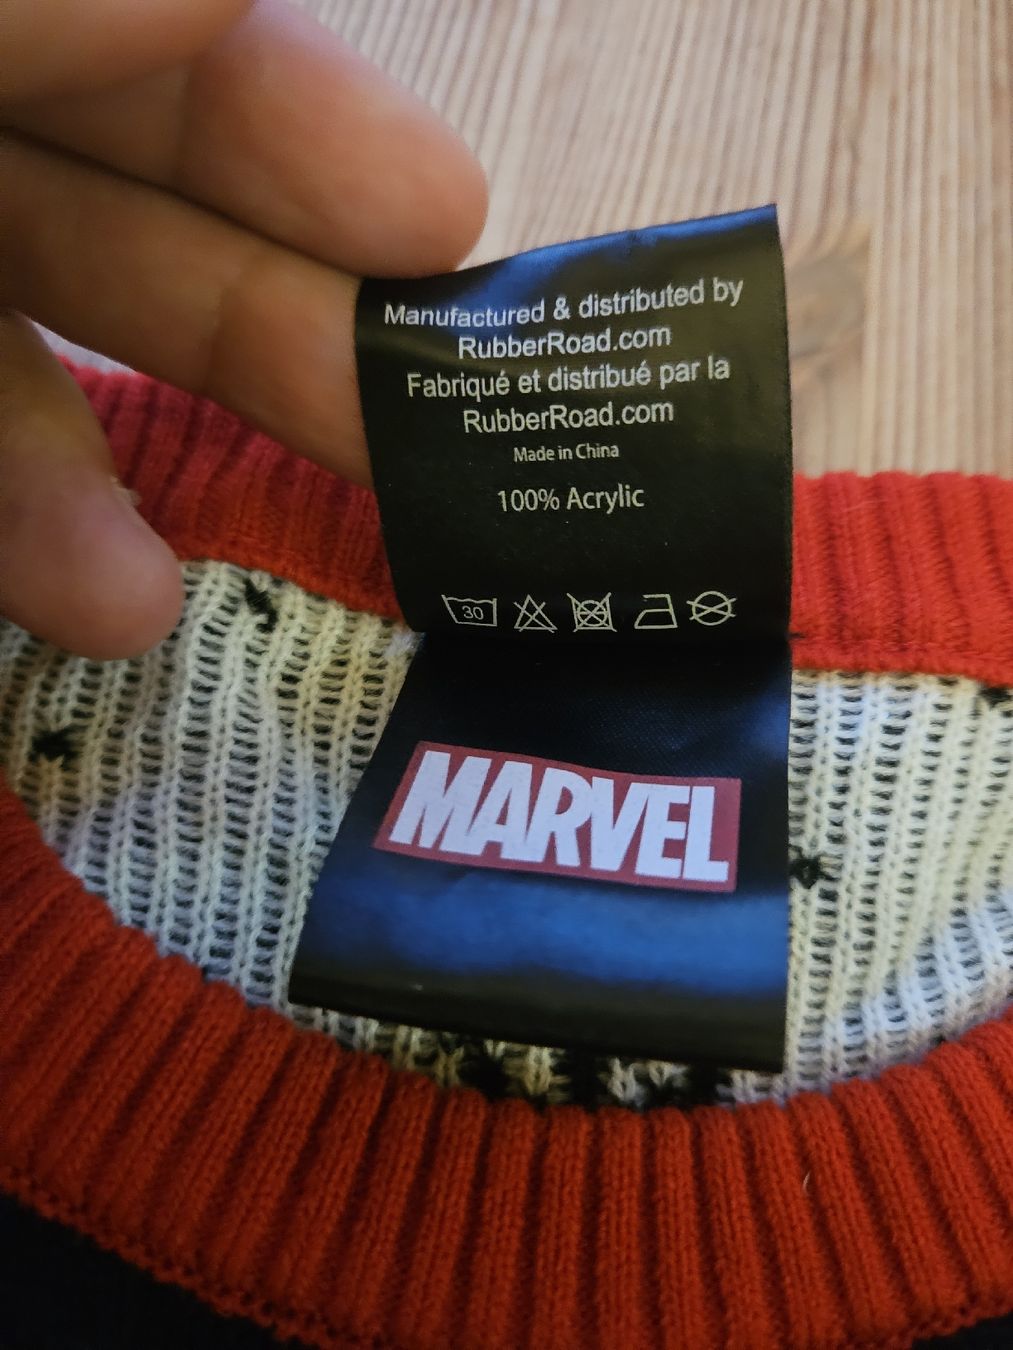 Manufactured & distributed by
RubberRoad.com
Fabriqué et distribué par la
RubberRoad.com
Made in China
100% Acrylic
30
MARVEL